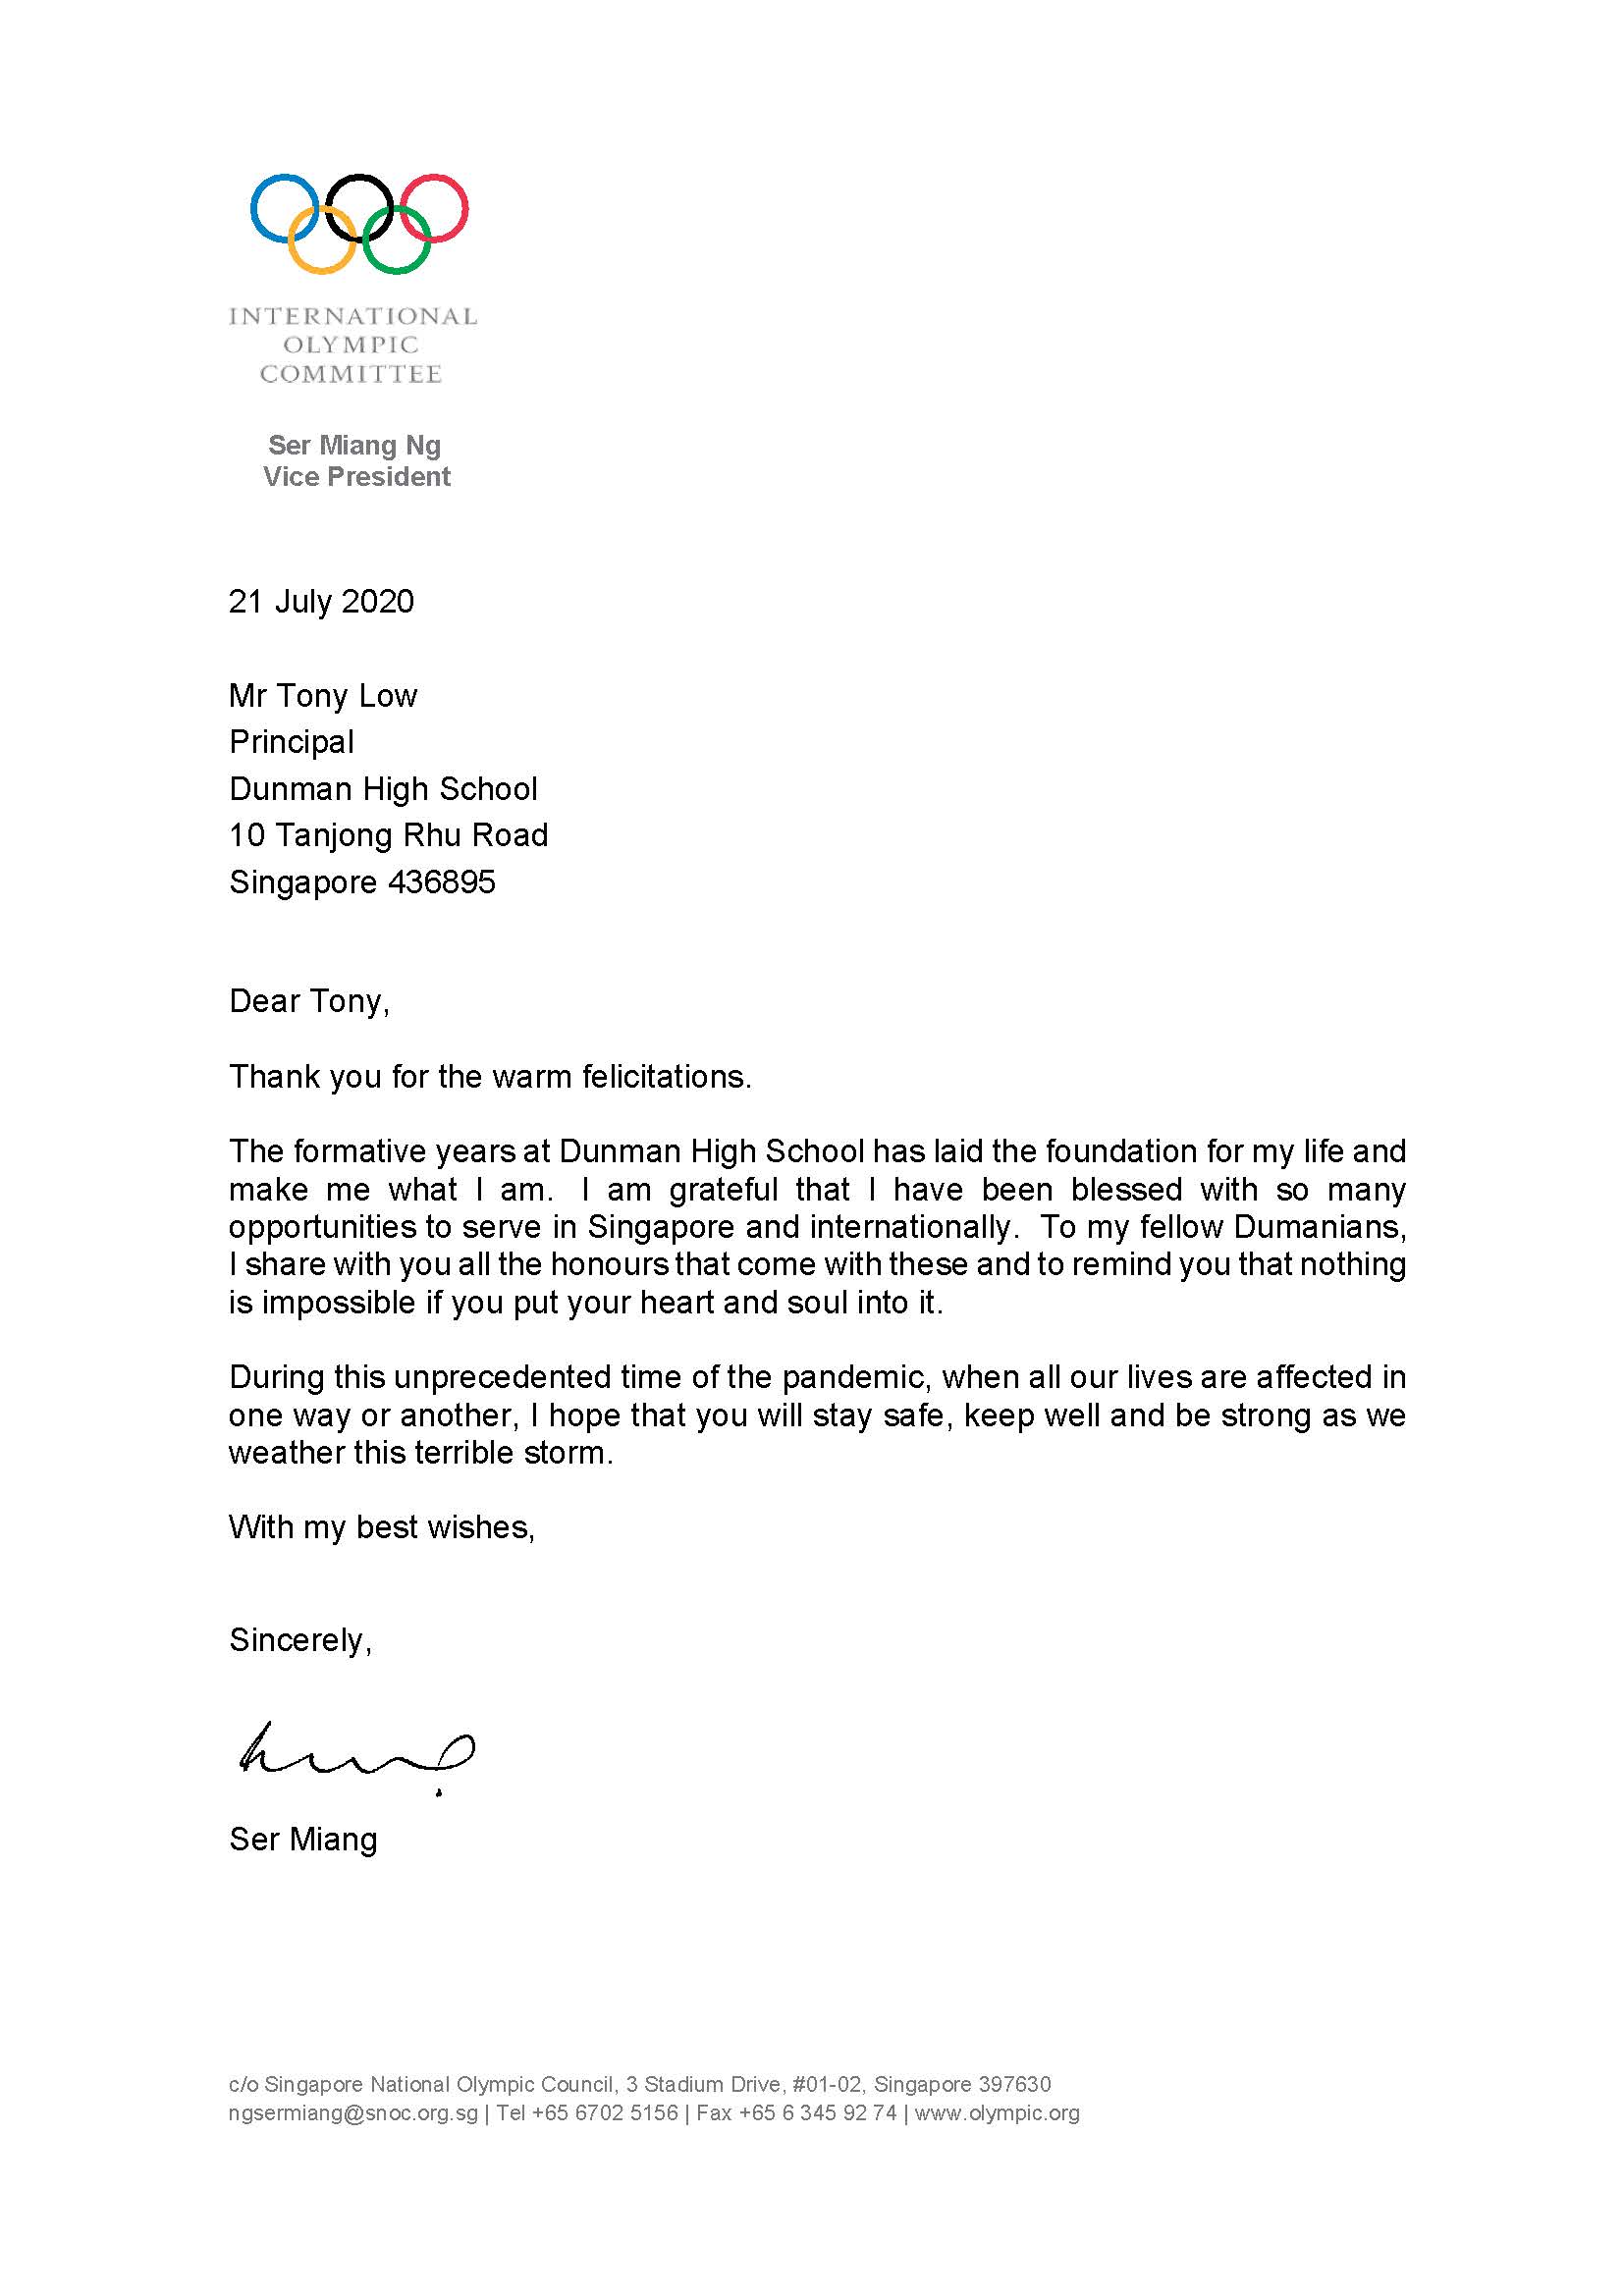 INTERNATIONAL
OLYMPIC
COMMITTEE
Ser Miang Ng
Vice President
21 July 2020
Mr Tony Low
Principal
Dunman High School
10 Tanjong Rhu Road
Singapore 436895
Dear Tony,
Thank you for the warm felicitations.
The formative years at Dunman High School has laid the foundation for my life and
make me what I am. I am grateful that I have been blessed with so many
opportunities to serve in Singapore and internationally. To my fellow Dumanians,
I share with you all the honours that come with these and to remind you that nothing
is impossible if you put your heart and soul into it.
During this unprecedented time of the pandemic, when all our lives are affected in
one way or another, I hope that you will stay safe, keep well and be strong as we
weather this terrible storm.
With my best wishes,
Sincerely,
Ser Miang
c/o Singapore National Olympic Council, 3 Stadium Drive, #01-02, Singapore 397630
ngsermiang@snoc.org.sg | Tel +65 6702 5156 | Fax +65 6 345 92 74 | www.olympic.org